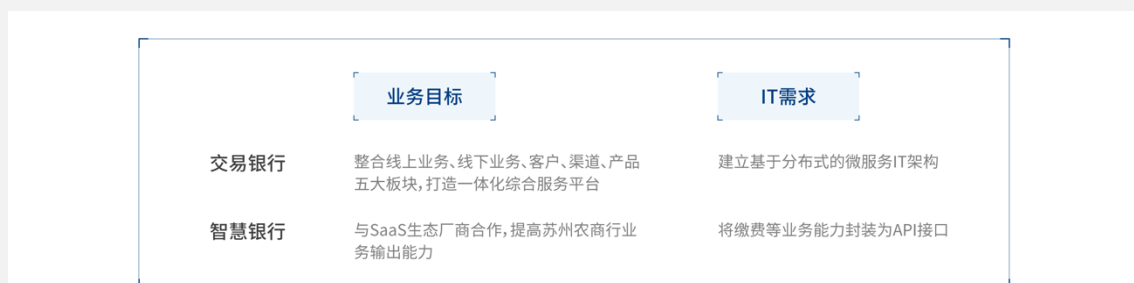 业务目标
IT需求
交易银行
整合线上业务、线下业务、客户、渠道、产品
五大板块，打造一体化综合服务平台
建立基于分布式的微服务IT架构
智慧银行
与SaaS生态厂商合作，提高苏州农商行业
务输出能力
将缴费等业务能力封装为API接口